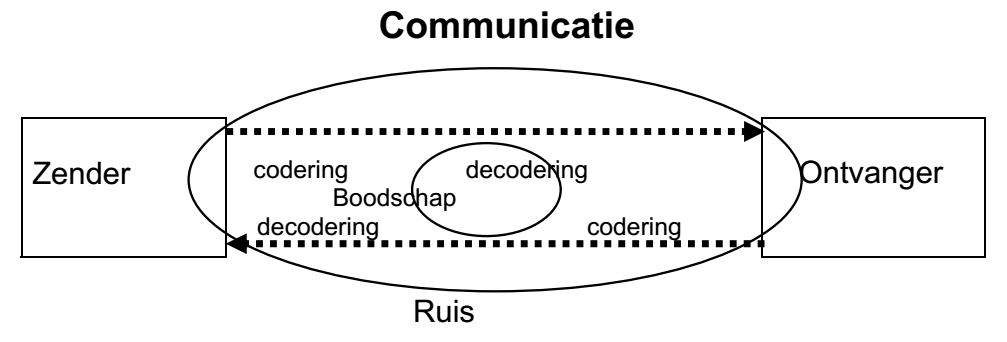 Communicatie
Zender
codering decodering
Ontvanger
Boodschap
decodering codering
Ruis